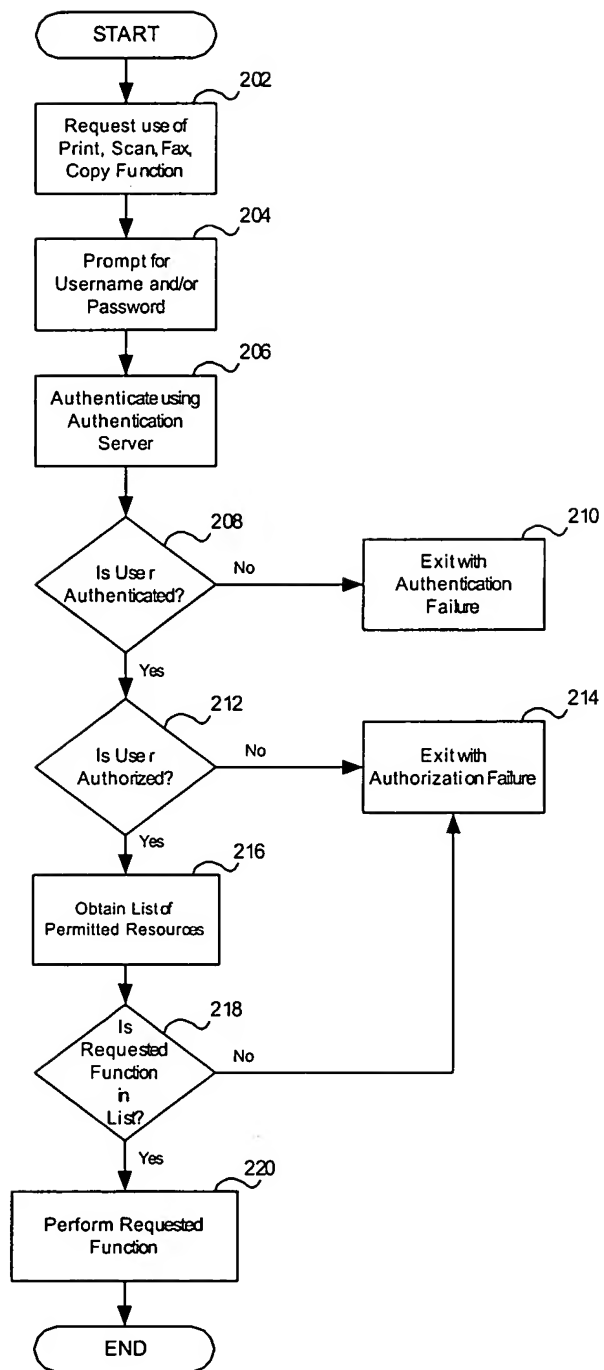 START
202
Request use of
Print, Scan, Fax,
Copy Function
204
Prompt for
Username and/or
Password
206
Authenticate using
Authentication
Server
208
Is User
Authenticated?
No
210
Exit with
Authentication
Failure
Yes
212
Is User
Authorized?
No
214
Exit with
Authorization Failure
Yes
216
Obtain List of
Permitted Resources
218
Is
Requested
Function
in
List?
No
Yes
220
Perform Requested
Function
END